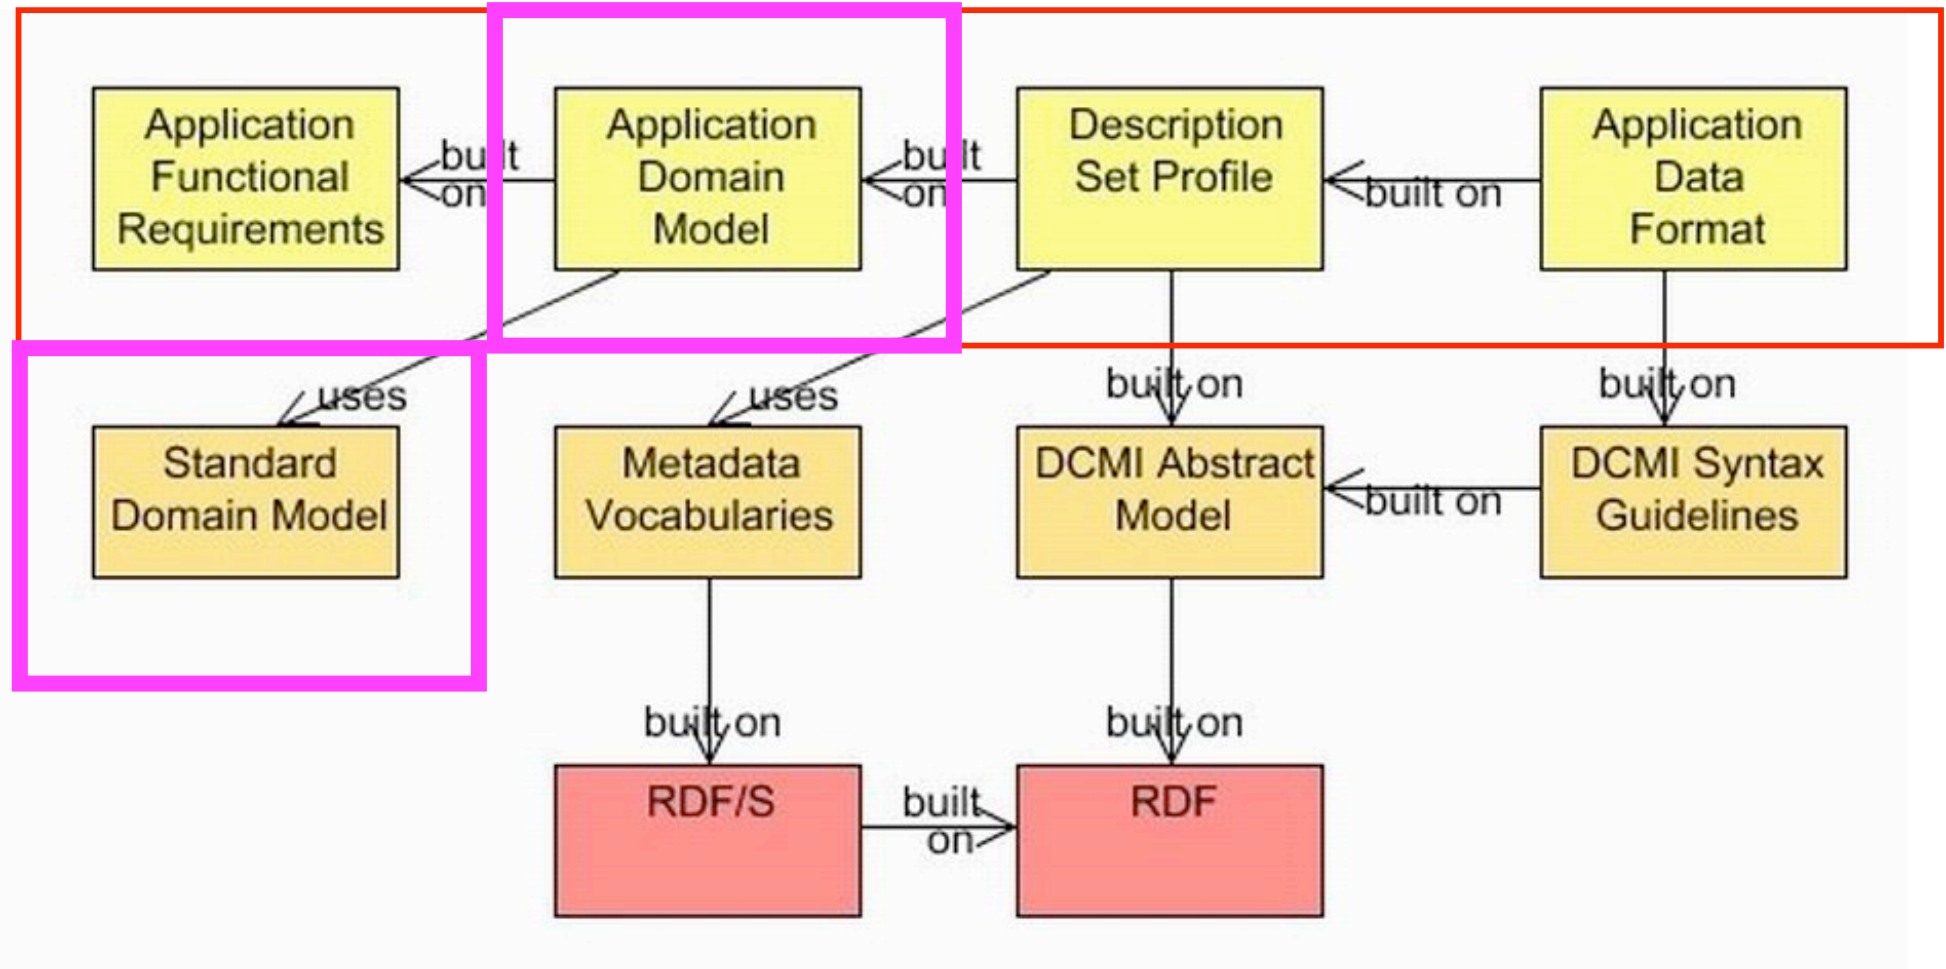 Application
Functional
Requirements
built
on
Application
Domain
Model
built
on
Description
Set Profile
built on
Application
Data
Format
uses
uses
built on
built on
Standard
Domain Model
Metadata
Vocabularies
DCMI Abstract
Model
built on
DCMI Syntax
Guidelines
built on
built on
RDF/S
built
on
RDF